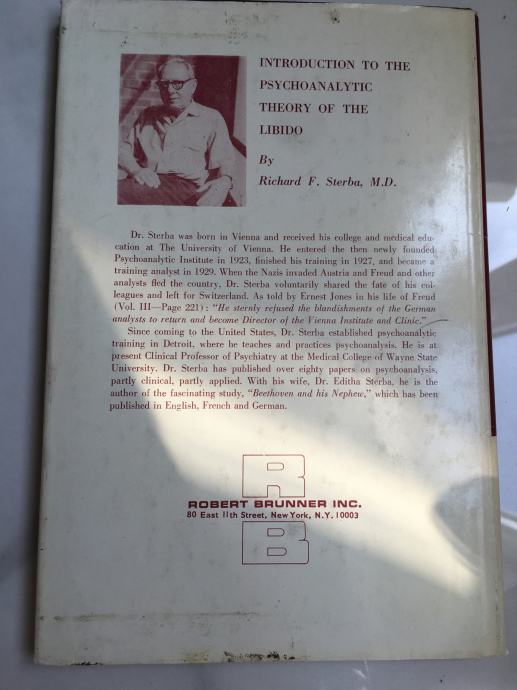 INTRODUCTION TO THE
PSYCHOANALYTIC
THEORY OF THE
LIBIDO
By
Richard F. Sterba, M.D.
Dr. Sterba was born in Vienna and received his college and medical edu-
cation at The University of Vienna. He entered the then newly founded
Psychoanalytic Institute in 1923, finished his training in 1927, and became a
training analyst in 1929. When the Nazis invaded Austria and Freud and other
analysts fled the country, Dr. Sterba voluntarily shared the fate of his col-
leagues and left for Switzerland. As told by Ernest Jones in his life of Freud
(Vol. III—Page 221): "He sternly refused the blandishments of the German
analysts to return and become Director of the Vienna Institute and Clinic."
Since coming to the United States, Dr. Sterba established psychoanalytic
training in Detroit, where he teaches and practices psychoanalysis. He is at
present Clinical Professor of Psychiatry at the Medical College of Wayne State
University. Dr. Sterba has published over eighty papers on psychoanalysis,
partly clinical, partly applied. With his wife, Dr. Editha Sterba, he is the
author of the fascinating study, "Beethoven and his Nephew," which has been
published in English, French and German.
R
ROBERT BRUNNER INC.
80 East 11th Street, New York, N.Y. 10003
B